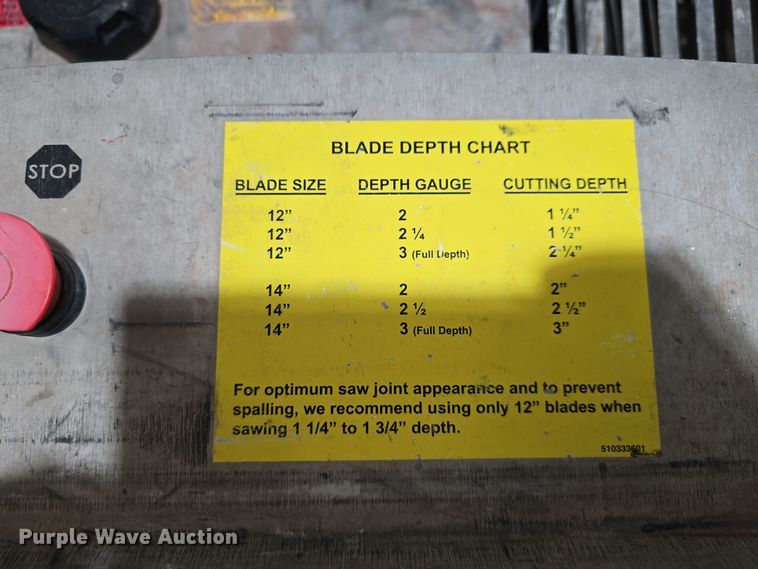 STOP
BLADE DEPTH CHART
BLADE SIZE DEPTH GAUGE CUTTING DEPTH
12” 2 1 ¼”
12” 2 ¼ 1 ½”
12” 3 (Full Depth) 2 ¼”
14” 2 2”
14” 2 ½ 2 ½”
14” 3 (Full Depth) 3”
For optimum saw joint appearance and to prevent
spalling, we recommend using only 12” blades when
sawing 1 1/4” to 1 3/4” depth.
Purple Wave Auction®